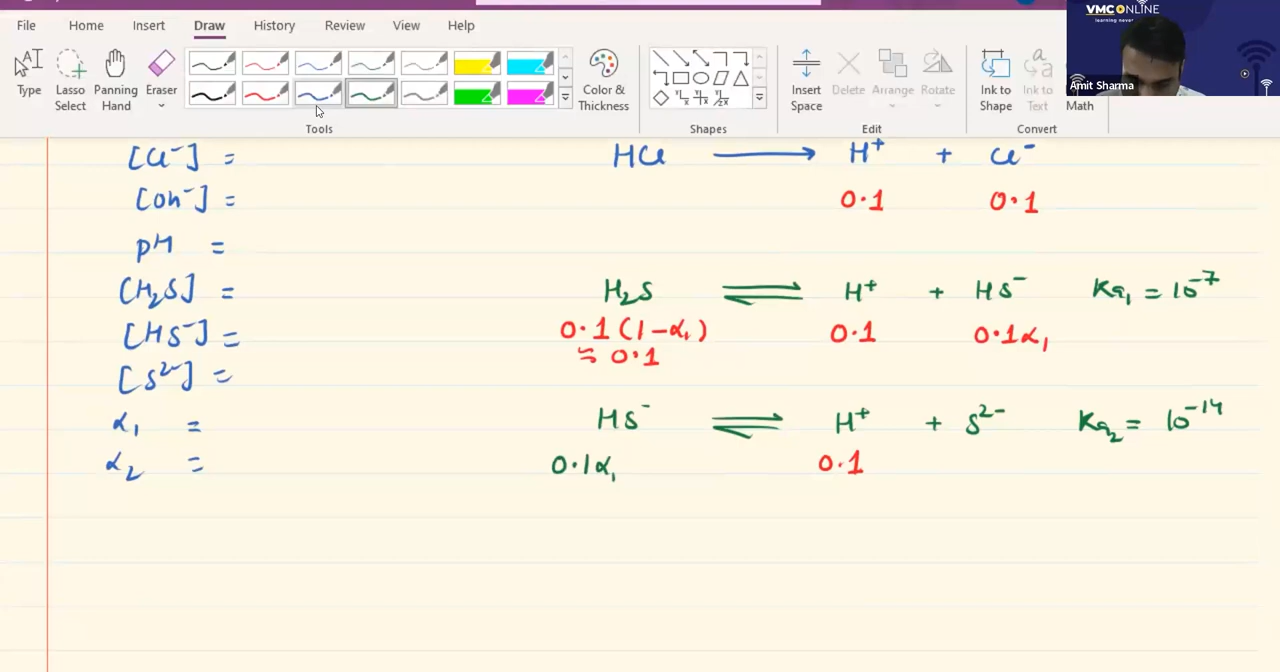 File Home Insert Draw History Review View Help
VMC ONLINE
learning never
Amit Sharma
Type
Lasso Select
Panning Hand
Eraser
Color & Thickness
Insert Space
Delete
Arrange
Rotate
Ink to Shape
Ink to Text
Math
Tools Shapes Edit Convert
[Cl⁻] = HCl ⟶ H⁺ + Cl⁻
[OH⁻] = 0.1 0.1
pH =
[H₂S] = H₂S ⇌ H⁺ + HS⁻ Ka₁ = 10⁻⁷
[HS⁻] = 0.1(1-α₁) 0.1 0.1α₁
≈ 0.1
[S²⁻] =
α₁ = HS⁻ ⇌ H⁺ + S²⁻ Ka₂ = 10⁻¹⁴
α₂ = 0.1α₁ 0.1